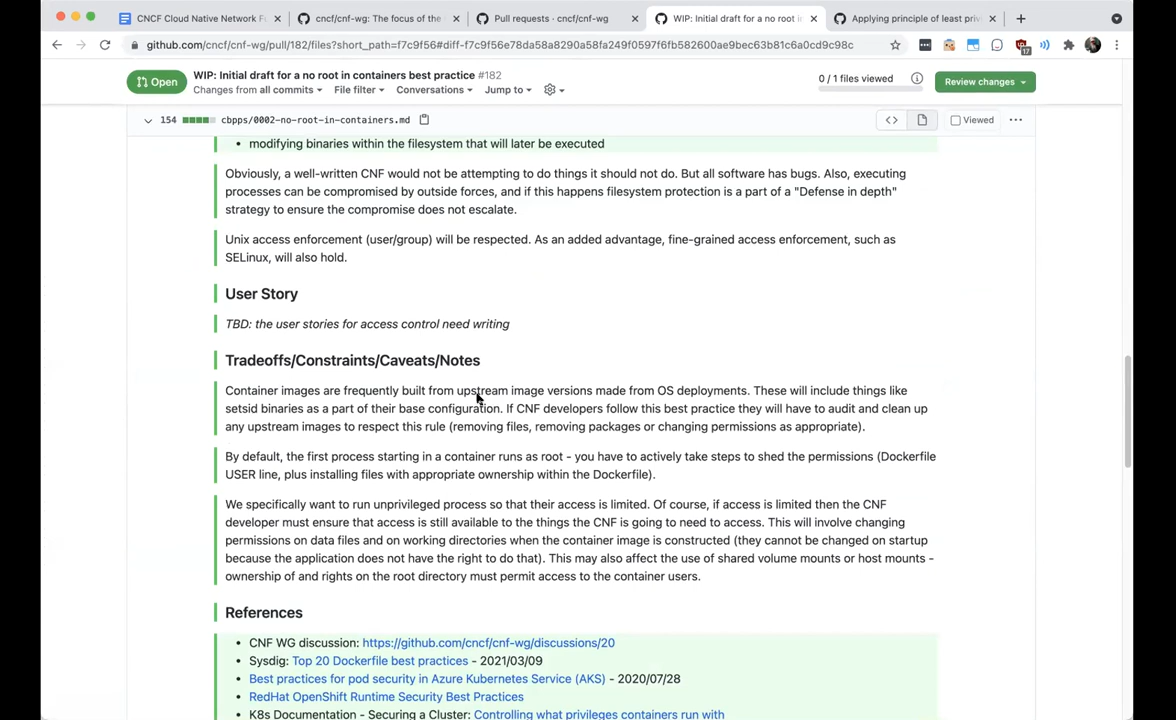 CNCF Cloud Native Network F
cncf/cnf-wg: The focus of the
Pull requests · cncf/cnf-wg
WIP: Initial draft for a no root i
Applying principle of least priv
github.com/cncf/cnf-wg/pull/182/files?short_path=f7c9f56#diff-f7c9f56e78da58a8290a58fa249f0597f6fb582600ae9bec63b81c6a0cd9c98c
17
Open
WIP: Initial draft for a no root in containers best practice #182
Changes from all commits
File filter
Conversations
Jump to
0 / 1 files viewed
Review changes
154
cbpps/0002-no-root-in-containers.md
Viewed
• modifying binaries within the filesystem that will later be executed
Obviously, a well-written CNF would not be attempting to do things it should not do. But all software has bugs. Also, executing
processes can be compromised by outside forces, and if this happens filesystem protection is a part of a "Defense in depth"
strategy to ensure the compromise does not escalate.
Unix access enforcement (user/group) will be respected. As an added advantage, fine-grained access enforcement, such as
SELinux, will also hold.
User Story
TBD: the user stories for access control need writing
Tradeoffs/Constraints/Caveats/Notes
Container images are frequently built from upstream image versions made from OS deployments. These will include things like
setsid binaries as a part of their base configuration. If CNF developers follow this best practice they will have to audit and clean up
any upstream images to respect this rule (removing files, removing packages or changing permissions as appropriate).
By default, the first process starting in a container runs as root - you have to actively take steps to shed the permissions (Dockerfile
USER line, plus installing files with appropriate ownership within the Dockerfile).
We specifically want to run unprivileged process so that their access is limited. Of course, if access is limited then the CNF
developer must ensure that access is still available to the things the CNF is going to need to access. This will involve changing
permissions on data files and on working directories when the container image is constructed (they cannot be changed on startup
because the application does not have the right to do that). This may also affect the use of shared volume mounts or host mounts -
ownership of and rights on the root directory must permit access to the container users.
References
• CNF WG discussion: https://github.com/cncf/cnf-wg/discussions/20
• Sysdig: Top 20 Dockerfile best practices - 2021/03/09
• Best practices for pod security in Azure Kubernetes Service (AKS) - 2020/07/28
• RedHat OpenShift Runtime Security Best Practices
• K8s Documentation - Securing a Cluster: Controlling what privileges containers run with